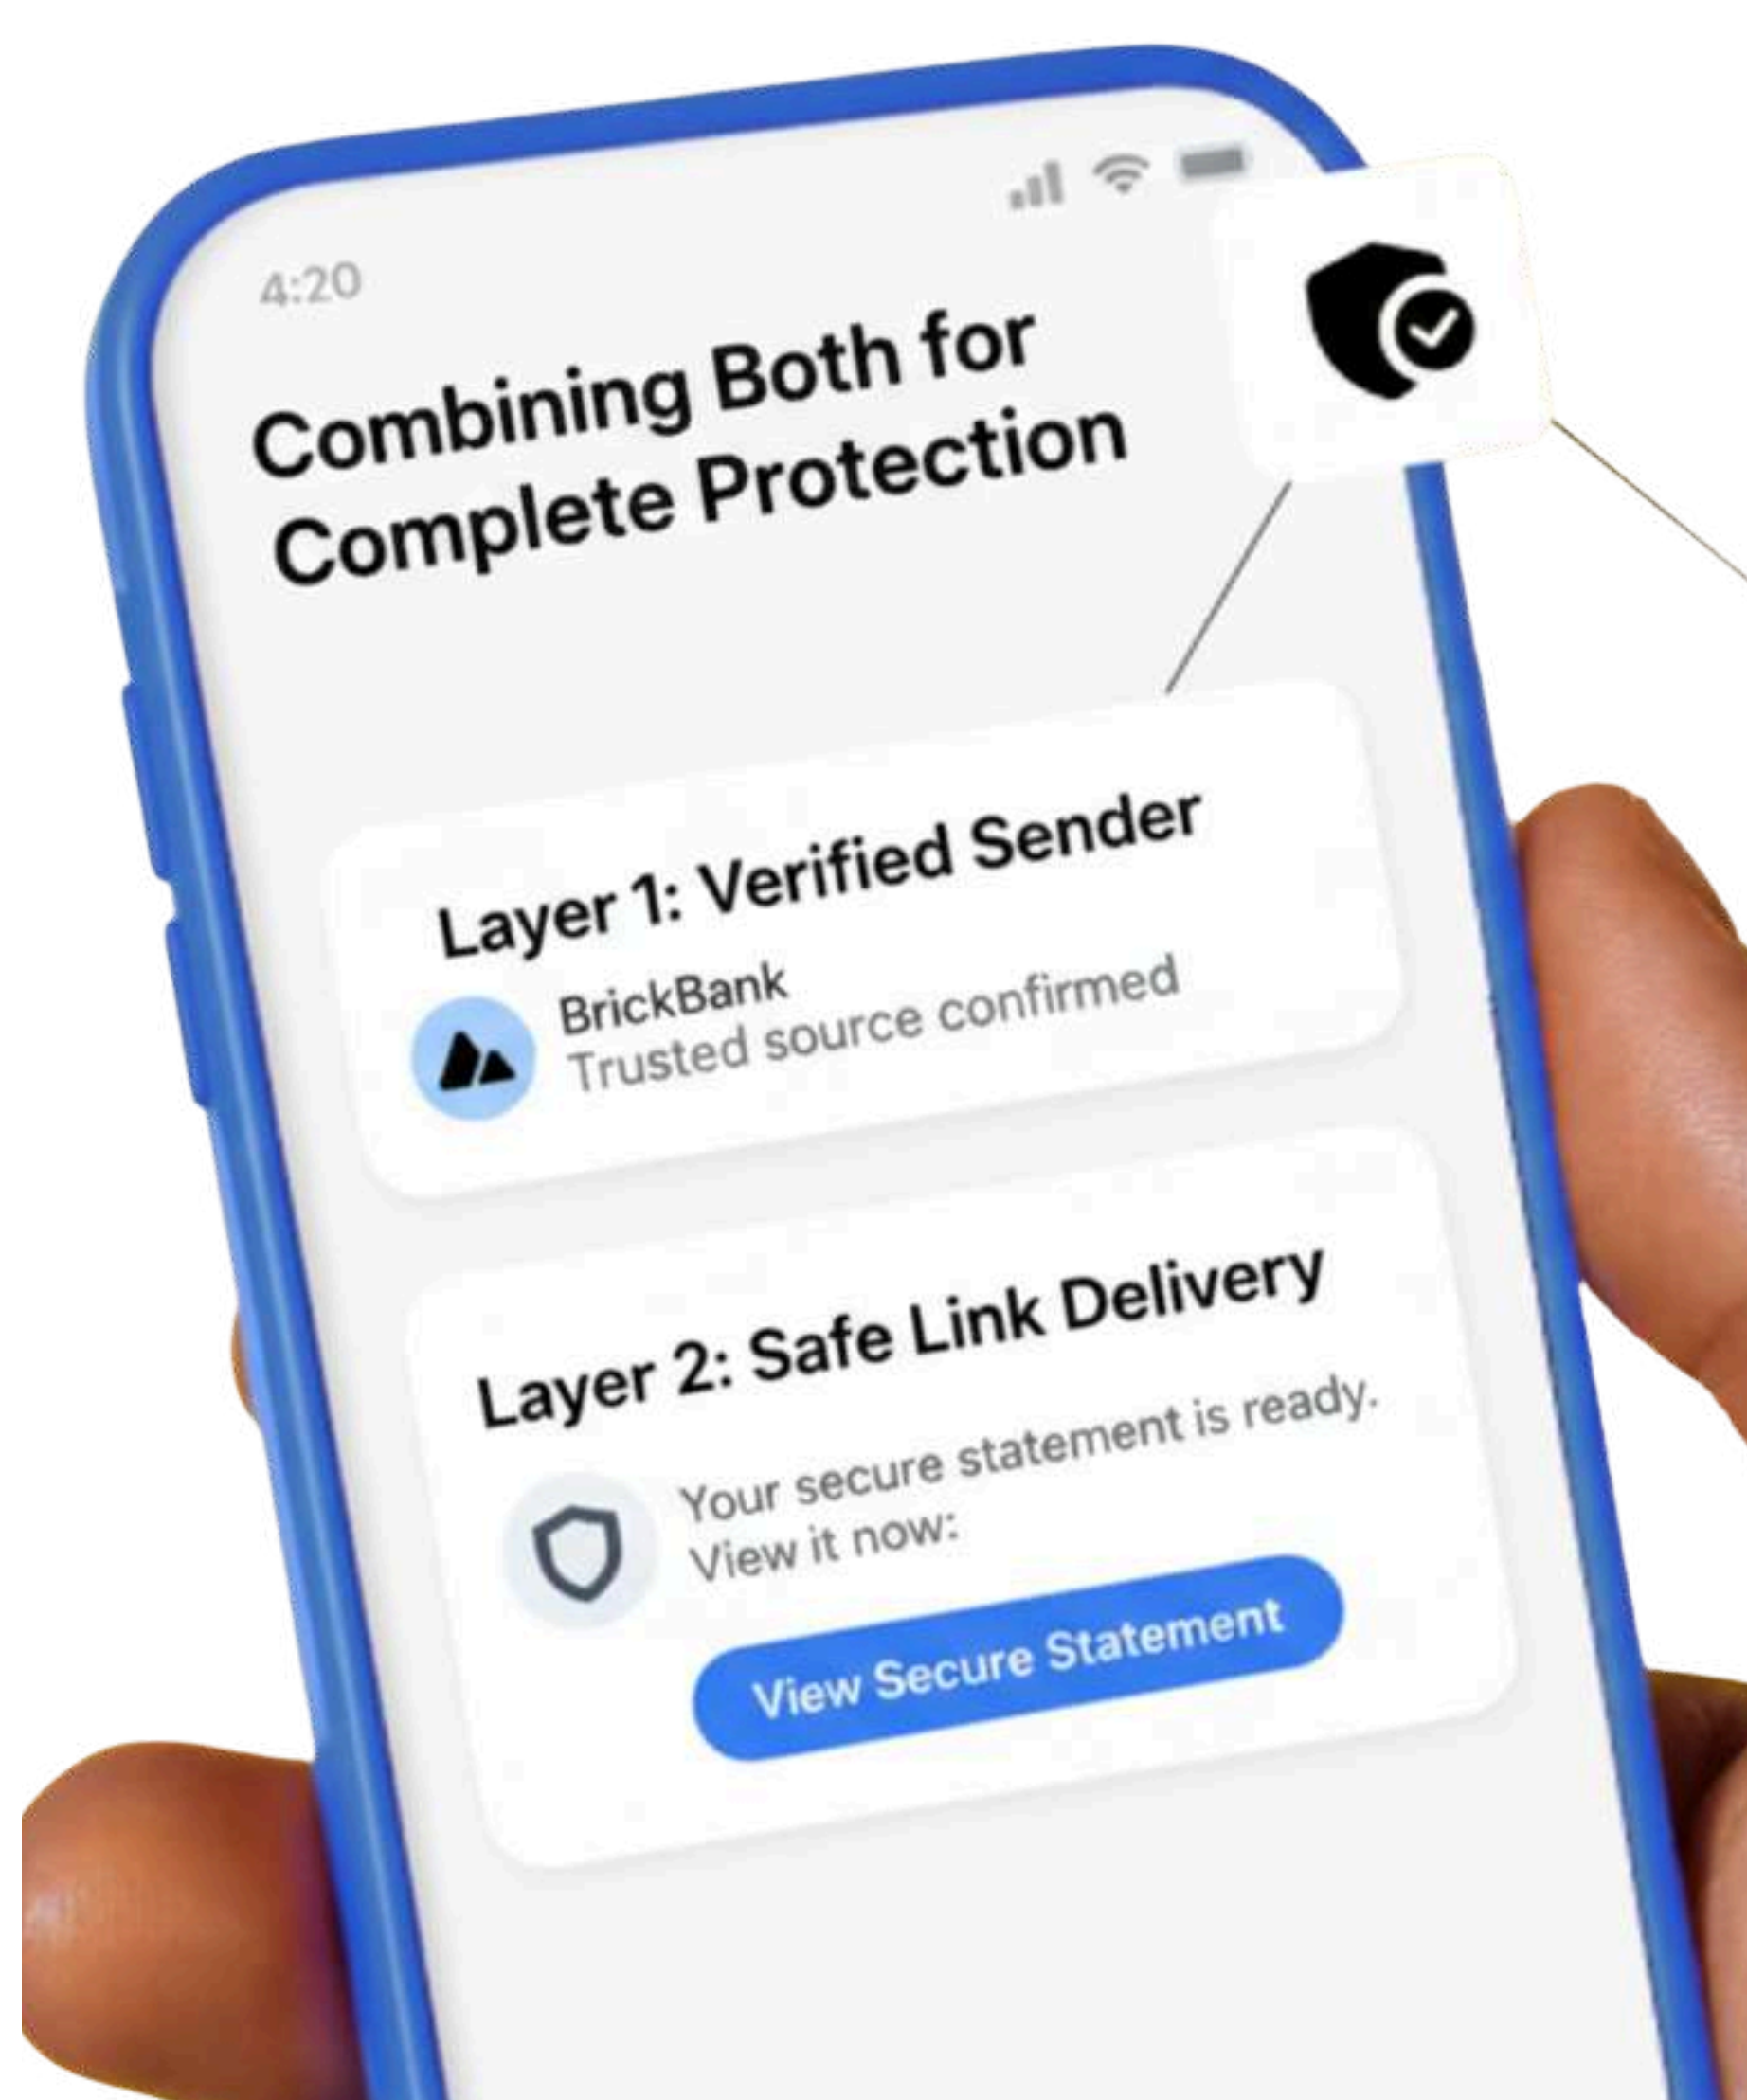 4:20
Combining Both for
Complete Protection
Layer 1: Verified Sender
BrickBank
Trusted source confirmed
Layer 2: Safe Link Delivery
Your secure statement is ready.
View it now:
View Secure Statement